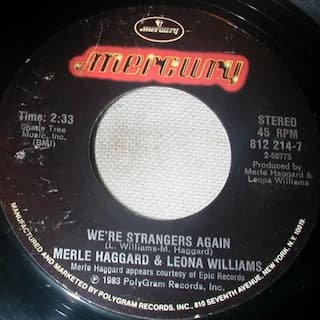 mercury
mercury
Time: 2:33
Shade Tree
Music, Inc.
(BMI)
STEREO
45 RPM
812 214-7
2-56775
Produced by
Merle Haggard &
Leona Williams
WE'RE STRANGERS AGAIN
(L. Williams-M. Haggard)
MERLE HAGGARD & LEONA WILLIAMS
Merle Haggard appears courtesy of Epic Records
℗ 1983 PolyGram Records, Inc.
MANUFACTURED AND MARKETED BY POLYGRAM RECORDS, INC., 810 SEVENTH AVENUE, NEW YORK, N.Y. 10019.